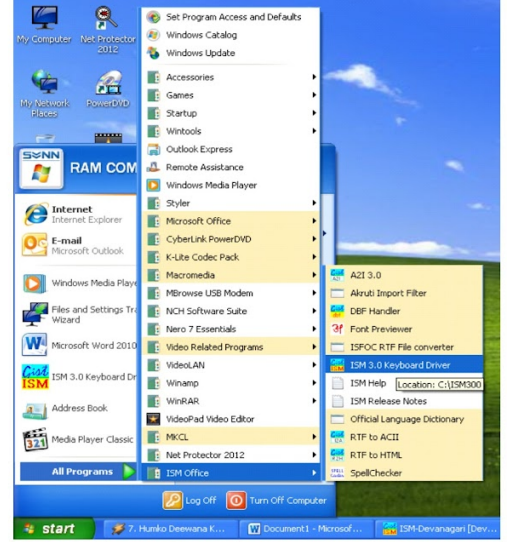 My Computer
Net Protector 2012
My Network Places
PowerDVD
Set Program Access and Defaults
Windows Catalog
Windows Update
Accessories
Games
Startup
Wintools
Outlook Express
Remote Assistance
Windows Media Player
Styler
Microsoft Office
CyberLink PowerDVD
K-Lite Codec Pack
Macromedia
MBrowse USB Modem
NCH Software Suite
Nero 7 Essentials
Video Related Programs
VideoLAN
Winamp
WinRAR
VideoPad Video Editor
MKCL
Net Protector 2012
ISM Office
RAM COM
Internet
Internet Explorer
E-mail
Microsoft Outlook
Windows Media Playe
Files and Settings Tra
Wizard
Microsoft Word 2010
Gist
ISM
ISM 3.0 Keyboard Dr
Address Book
321
Media Player Classic
All Programs
A2I 3.0
Akruti Import Filter
DBF Handler
Font Previewer
ISFOC RTF File converter
ISM 3.0 Keyboard Driver
ISM Help
Location: C:\ISM300
ISM Release Notes
Official Language Dictionary
RTF to ACII
RTF to HTML
SpellChecker
Log Off
Turn Off Computer
start
7. Humko Deewana K...
Document1 - Microsof...
ISM-Devanagari [Dev...